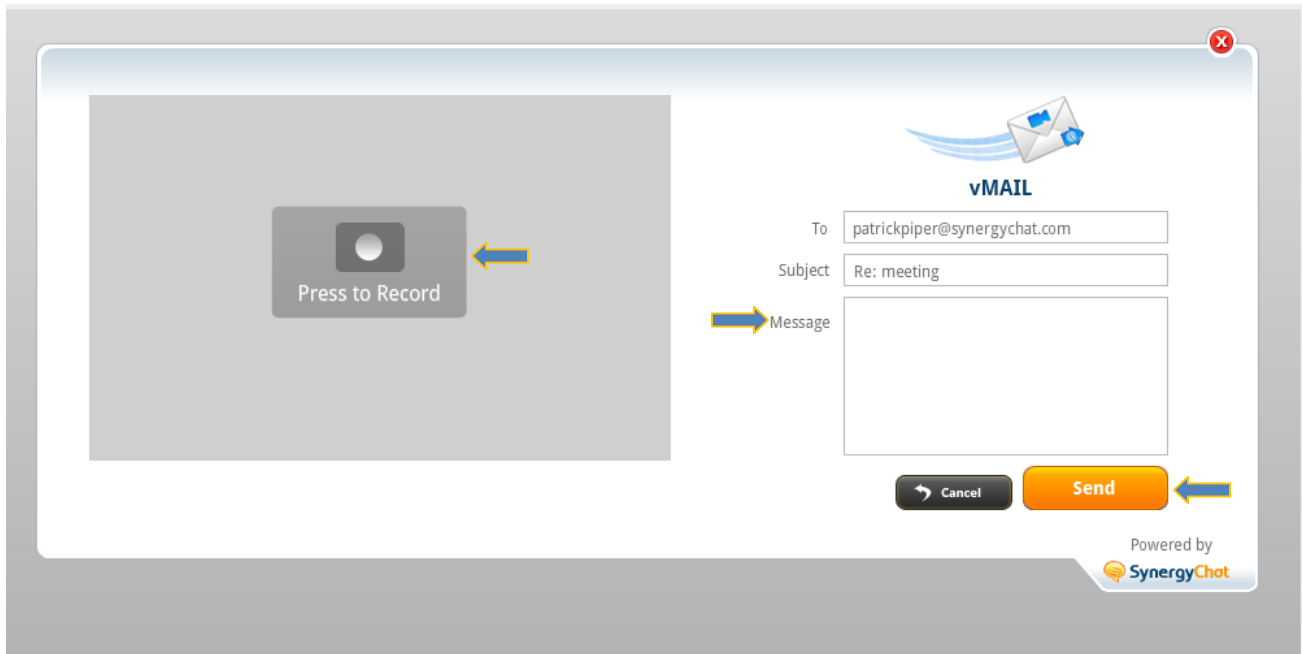 X
Press to Record
vMAIL
To patrickpiper@synergychat.com
Subject Re: meeting
Message
Cancel Send
Powered by
SynergyChat